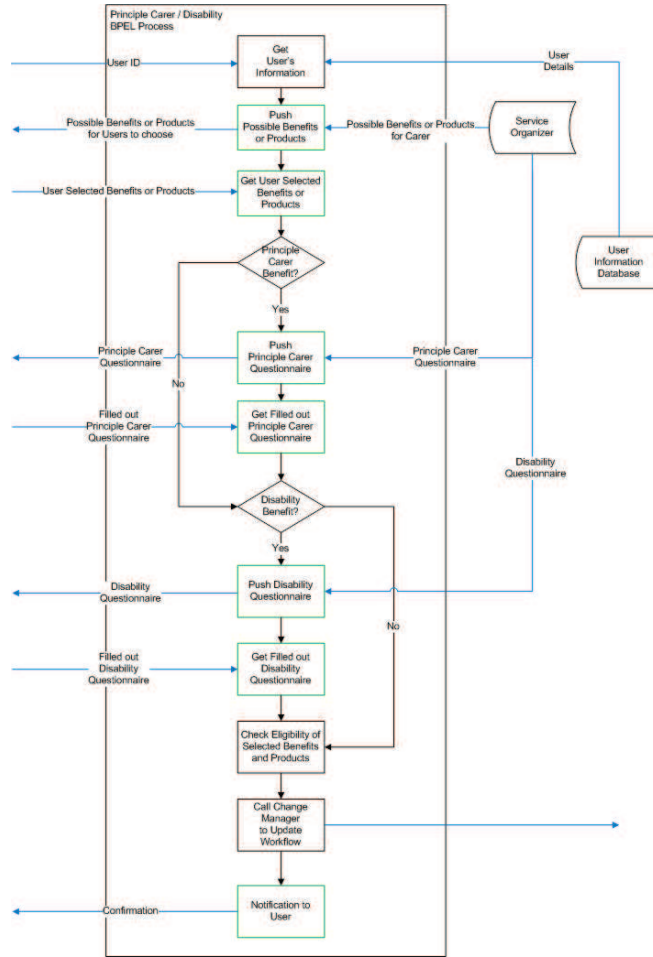 Principle Carer / Disability
BPEL Process
Get
User's
Information
User ID
User
Details
Push
Possible Benefits
or Products
Possible Benefits or Products
for Users to choose
Possible Benefits or Products
for Carer
Service
Organizer
Get User Selected
Benefits or
Products
User Selected Benefits or Products
Principle
Carer
Benefit?
User
Information
Database
Yes
No
Push
Principle Carer
Questionnaire
Principle Carer
Questionnaire
Principle Carer
Questionnaire
Get Filled out
Principle Carer
Questionnaire
Filled out
Principle Carer
Questionnaire
Disability
Questionnaire
Disability
Benefit?
Yes
No
Push Disability
Questionnaire
Disability
Questionnaire
Get Filled out
Disability
Questionnaire
Filled out
Disability
Questionnaire
Check Eligibility of
Selected Benefits
and Products
Call Change
Manager
to Update
Workflow
Notification to
User
Confirmation